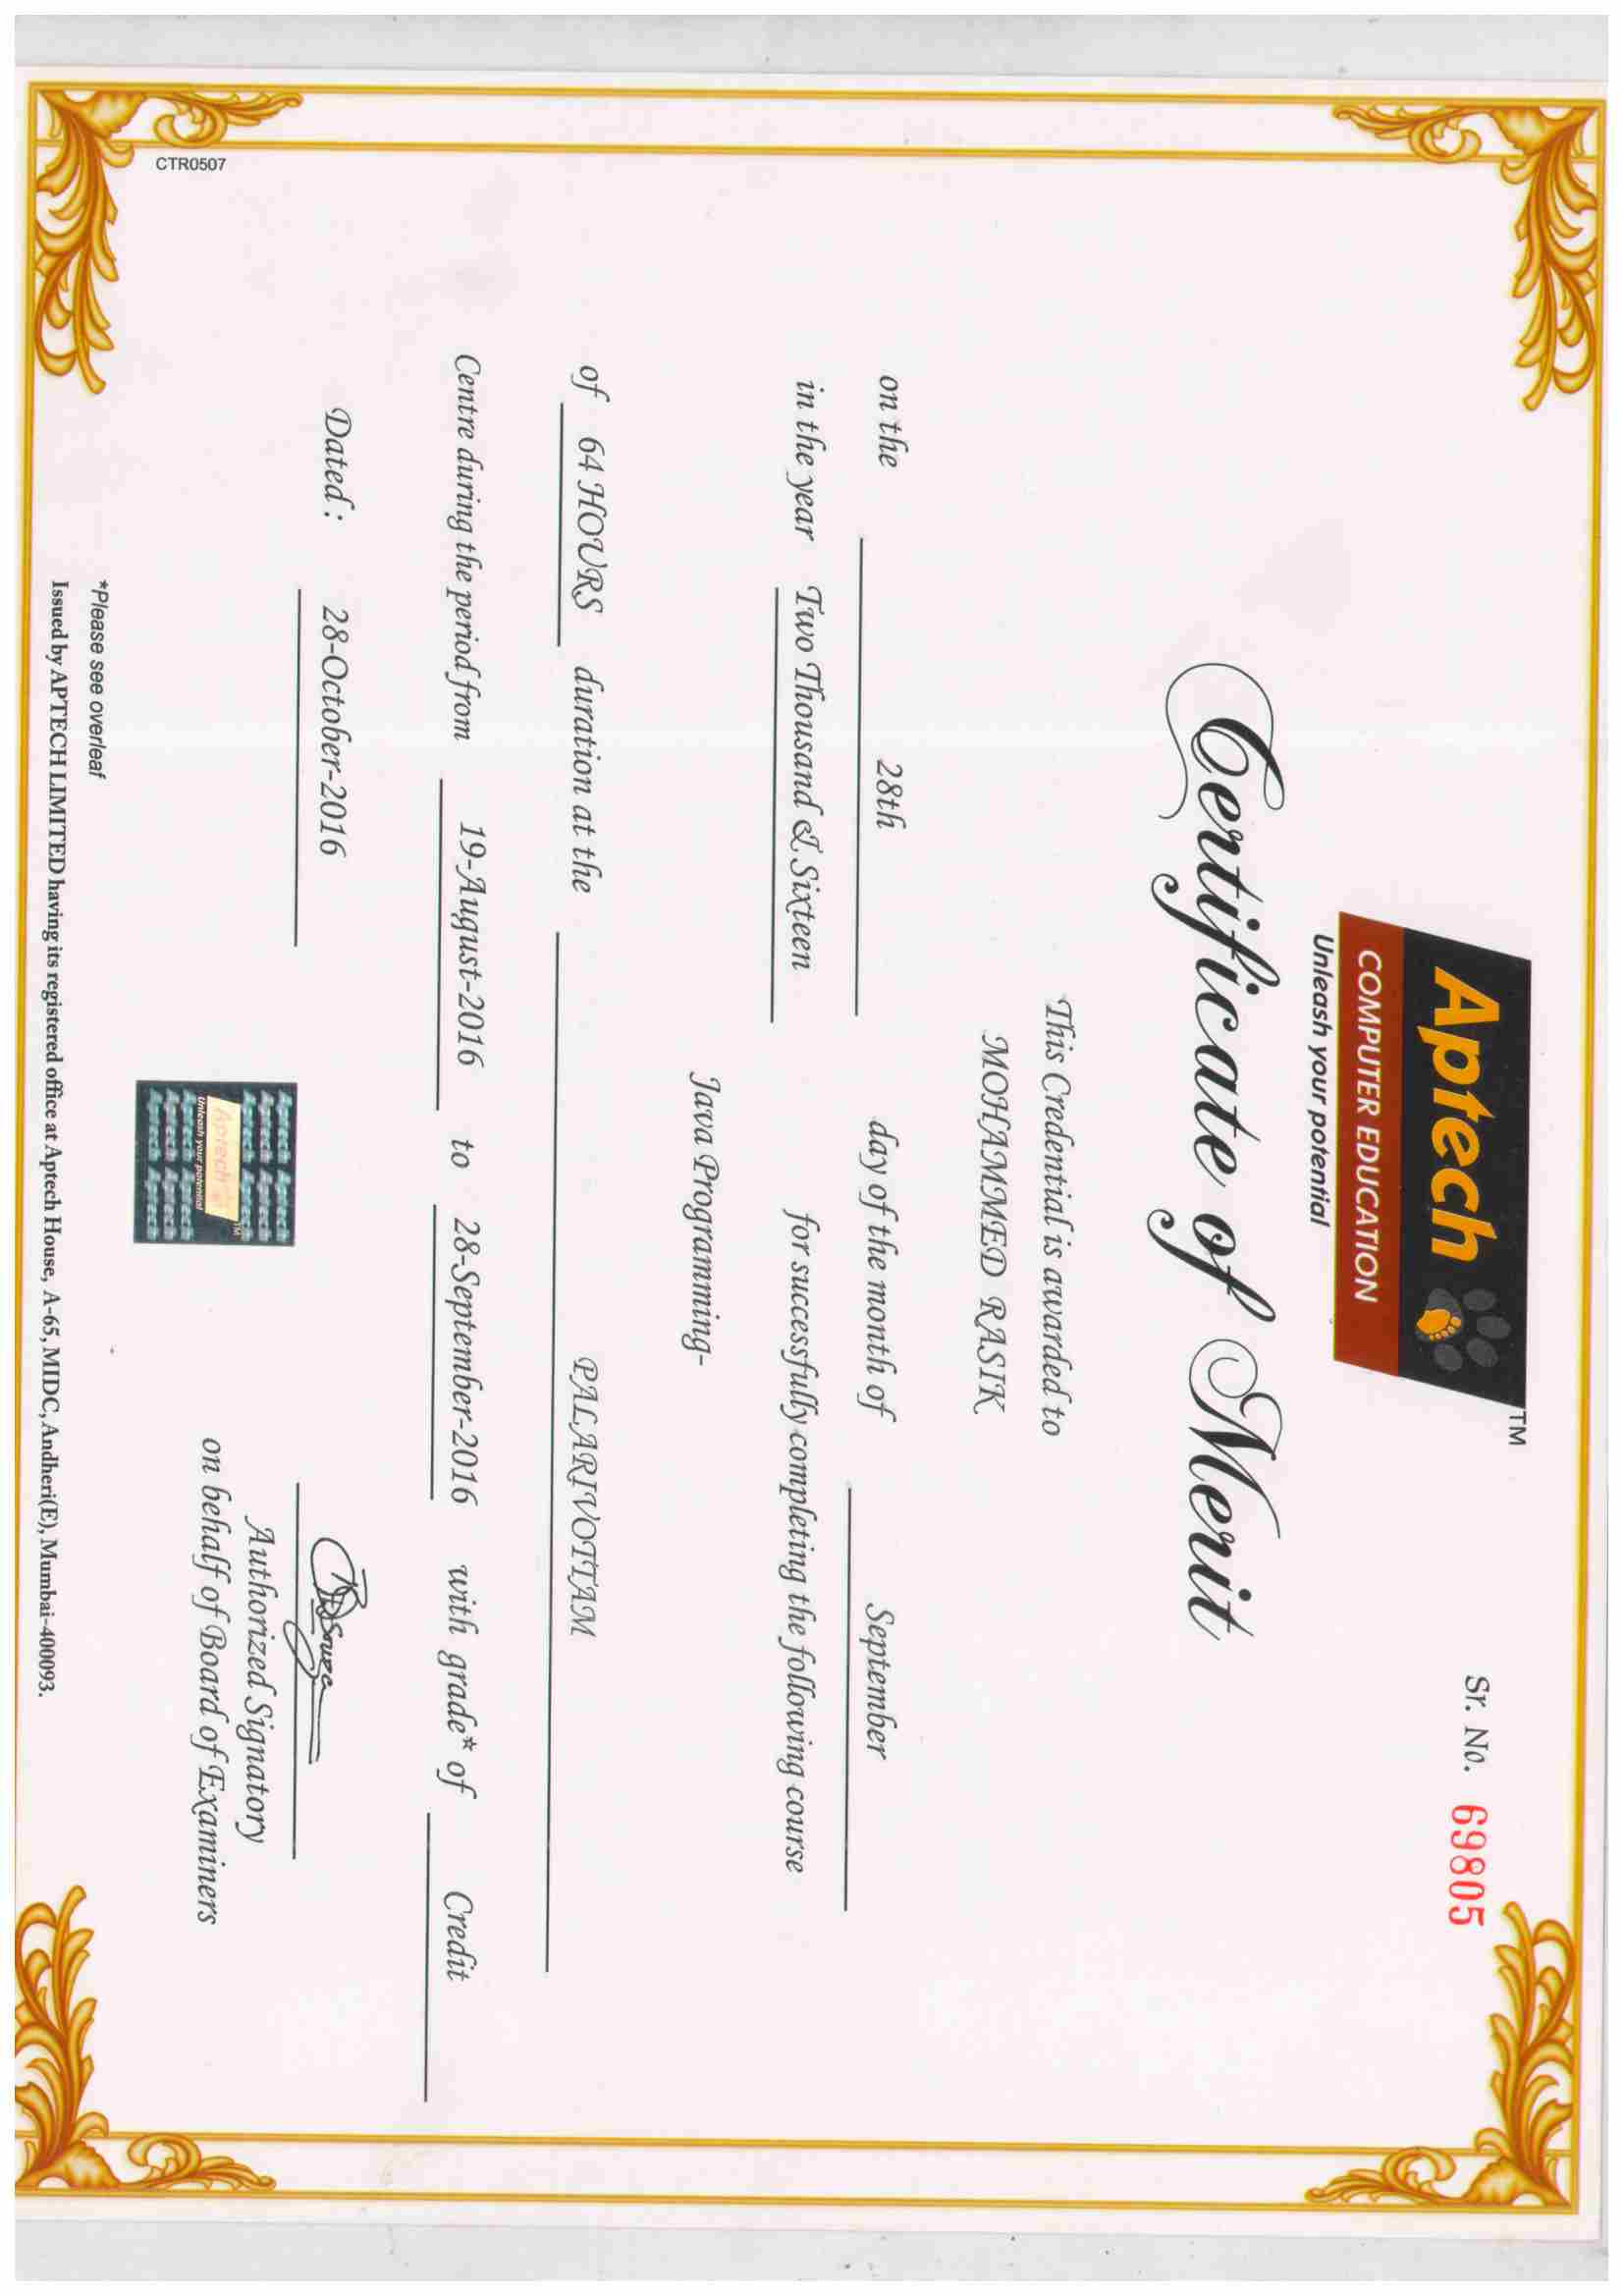 Sr. No. 69805
Aptech TM
COMPUTER EDUCATION
Unleash your potential
Certificate of Merit
This Credential is awarded to
MOHAMMED RASIK
on the 28th day of the month of September
in the year Two Thousand & Sixteen for successfully completing the following course
Java Programming-
of 64 HOURS duration at the PALARIVOTTAM
Centre during the period from 19-August-2016 to 28-September-2016 with grade* of Credit
Dated : 28-October-2016
Authorized Signatory
on behalf of Board of Examiners
Aptech TM
Unleash your potential
CTR0507
*Please see overleaf
Issued by APTECH LIMITED having its registered office at Aptech House, A-65, MIDC, Andheri(E), Mumbai-400093.